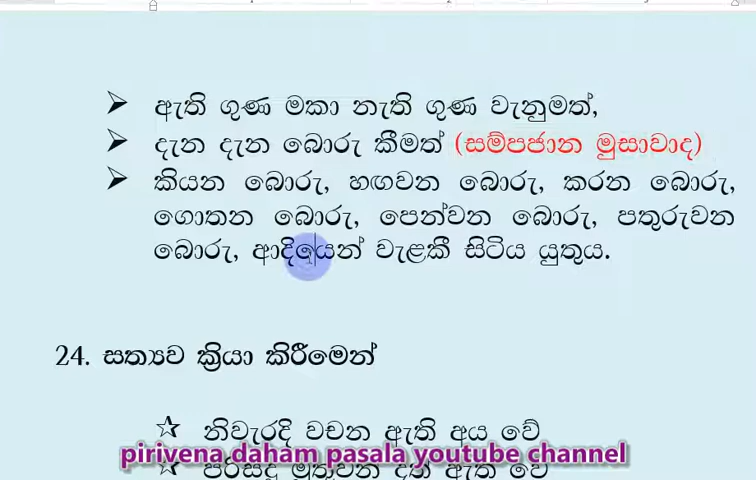 ඇති ගුණ මකා නැති ගුණ වැනුමත්,
දැන දැන බොරු කීමත් (සම්පජාන මුසාවාද)
කියන බොරු, හඟවන බොරු, කරන බොරු,
ගොතන බොරු, පෙන්වන බොරු, පතුරුවන
බොරු, ආදියෙන් වැළකී සිටිය යුතුය.
24. සත්‍යව ක්‍රියා කිරීමෙන්
නිවැරදි වචන ඇති අය වේ
pirivena daham pasala youtube channel